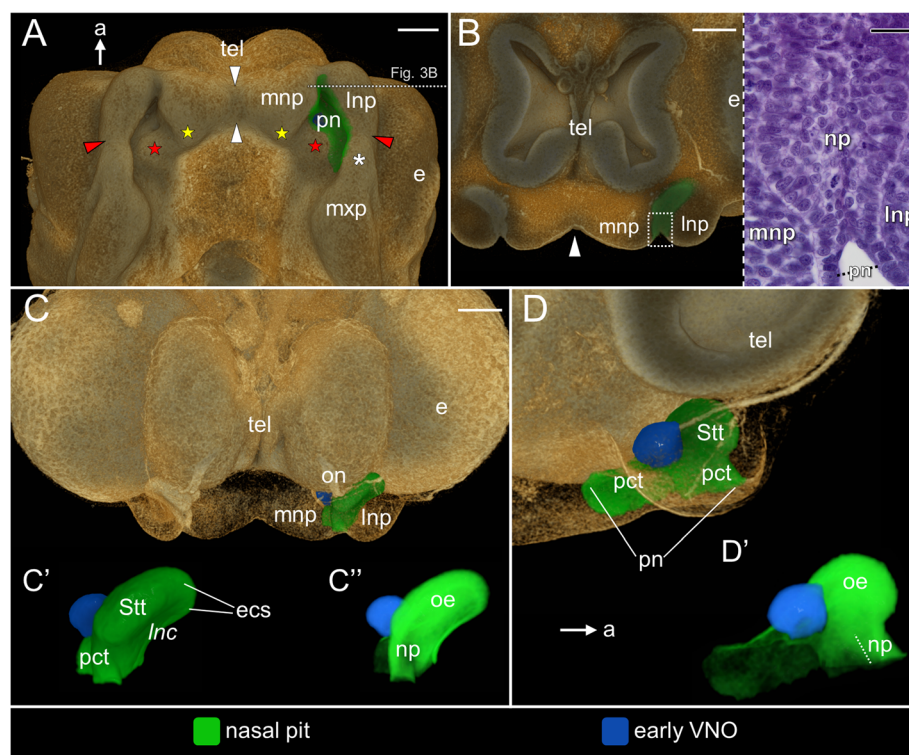 A
a
tel
Fig. 3B
mnp
lnp
pn
*
e
mxp
B
tel
e
mnp
lnp
np
mnp
lnp
pn
C
tel
e
on
mnp
lnp
C'
Stt
ecs
lnc
pct
C''
oe
np
D
tel
Stt
pct
pct
pn
D'
a
oe
np
nasal pit
early VNO